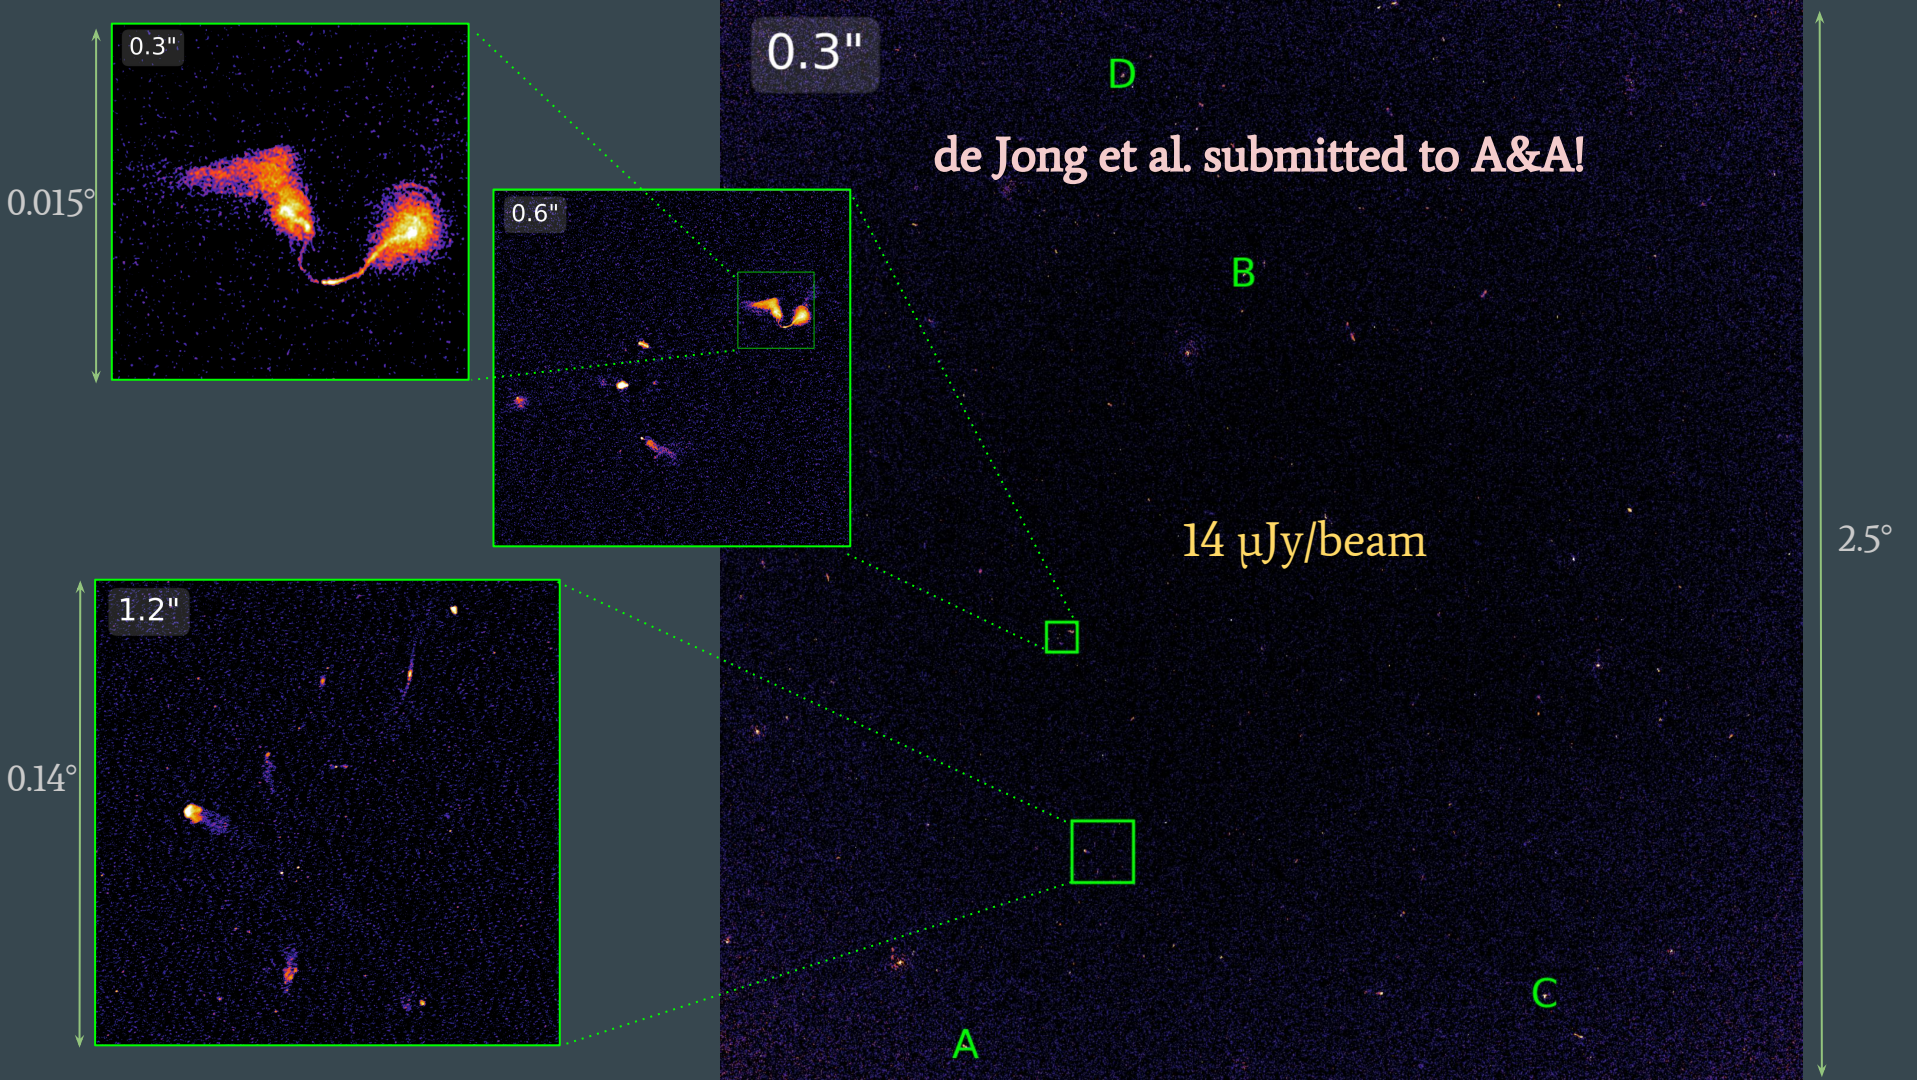 0.3"
0.015°
0.6"
1.2"
0.14°
0.3"
D
de Jong et al. submitted to A&A!
B
14 µJy/beam
2.5°
C
A